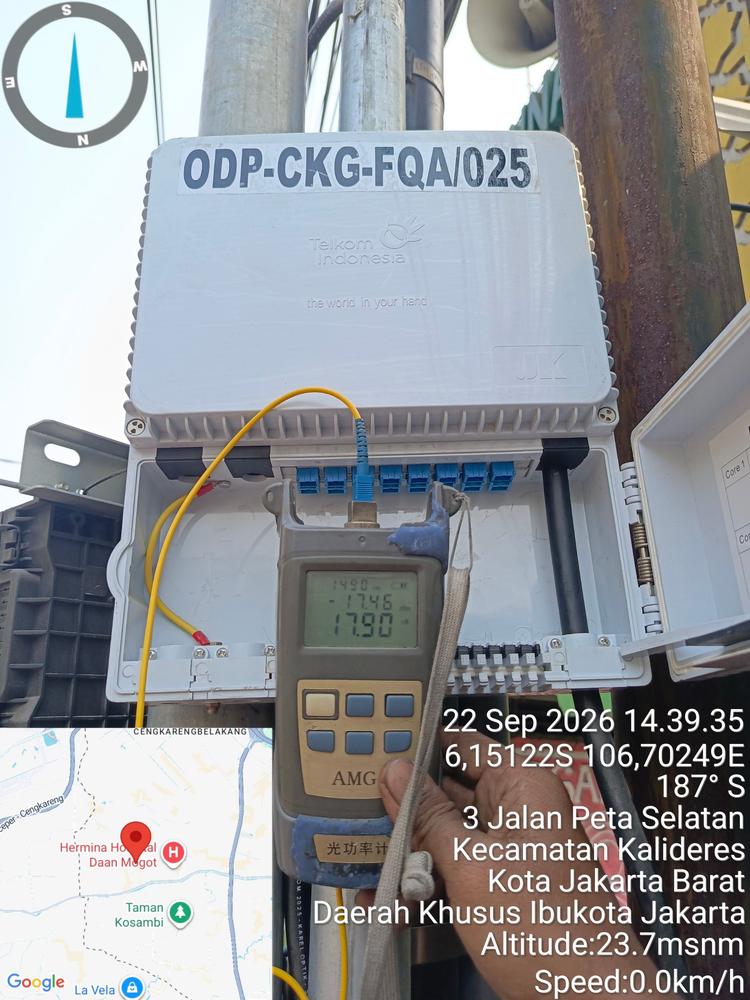 S
W
E
N
ODP-CKG-FQA/025
Telkom
Indonesia
the world in your hand
Core 1
1490
-17.46
17.90
AMG
光功率计
CENGKARENGBELAKANG
Hermina Hospital
Daan Mogot
H
Taman
Kosambi
Google
La Vela
22 Sep 2026 14.39.35
6,15122S 106,70249E
187° S
3 Jalan Peta Selatan
Kecamatan Kalideres
Kota Jakarta Barat
Daerah Khusus Ibukota Jakarta
Altitude:23.7msnm
Speed:0.0km/h